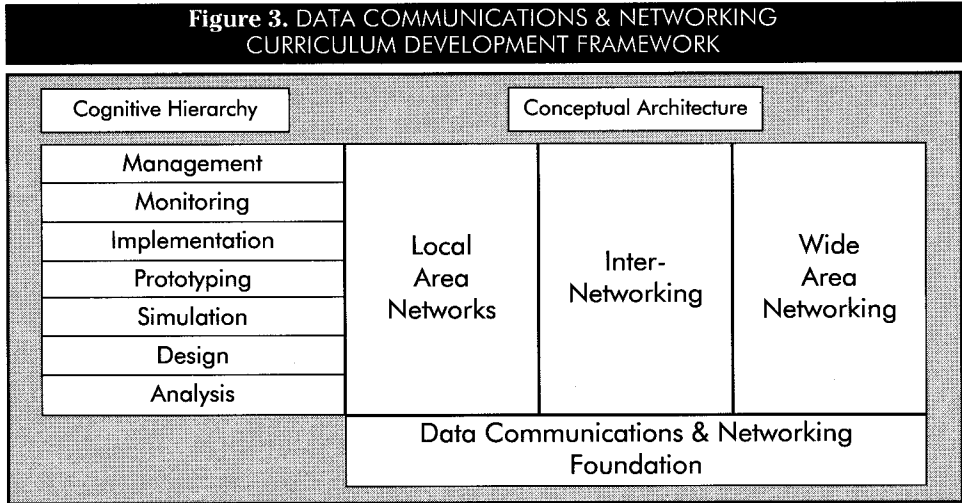 Figure 3. DATA COMMUNICATIONS & NETWORKING
CURRICULUM DEVELOPMENT FRAMEWORK
Cognitive Hierarchy
Conceptual Architecture
Management
Monitoring
Implementation
Prototyping
Simulation
Design
Analysis
Local
Area
Networks
Inter-
Networking
Wide
Area
Networking
Data Communications & Networking
Foundation